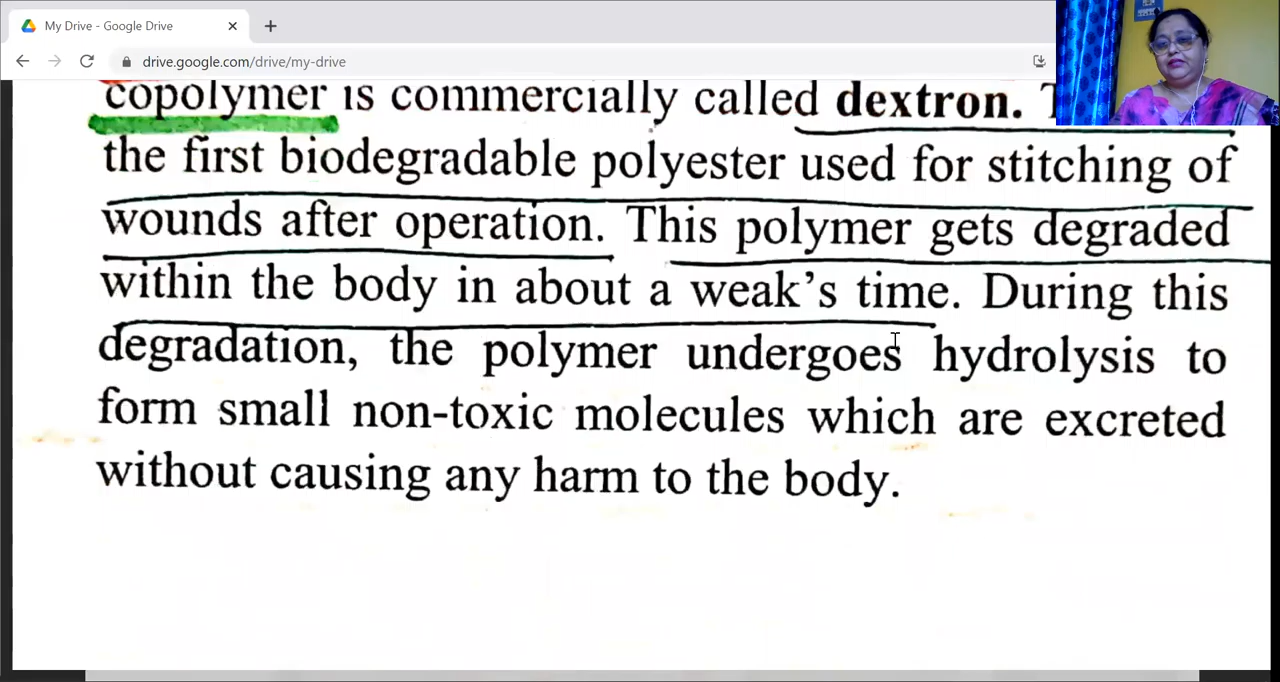 My Drive - Google Drive
drive.google.com/drive/my-drive
copolymer is commercially called dextron.
the first biodegradable polyester used for stitching of
wounds after operation. This polymer gets degraded
within the body in about a weak's time. During this
degradation, the polymer undergoes hydrolysis to
form small non-toxic molecules which are excreted
without causing any harm to the body.